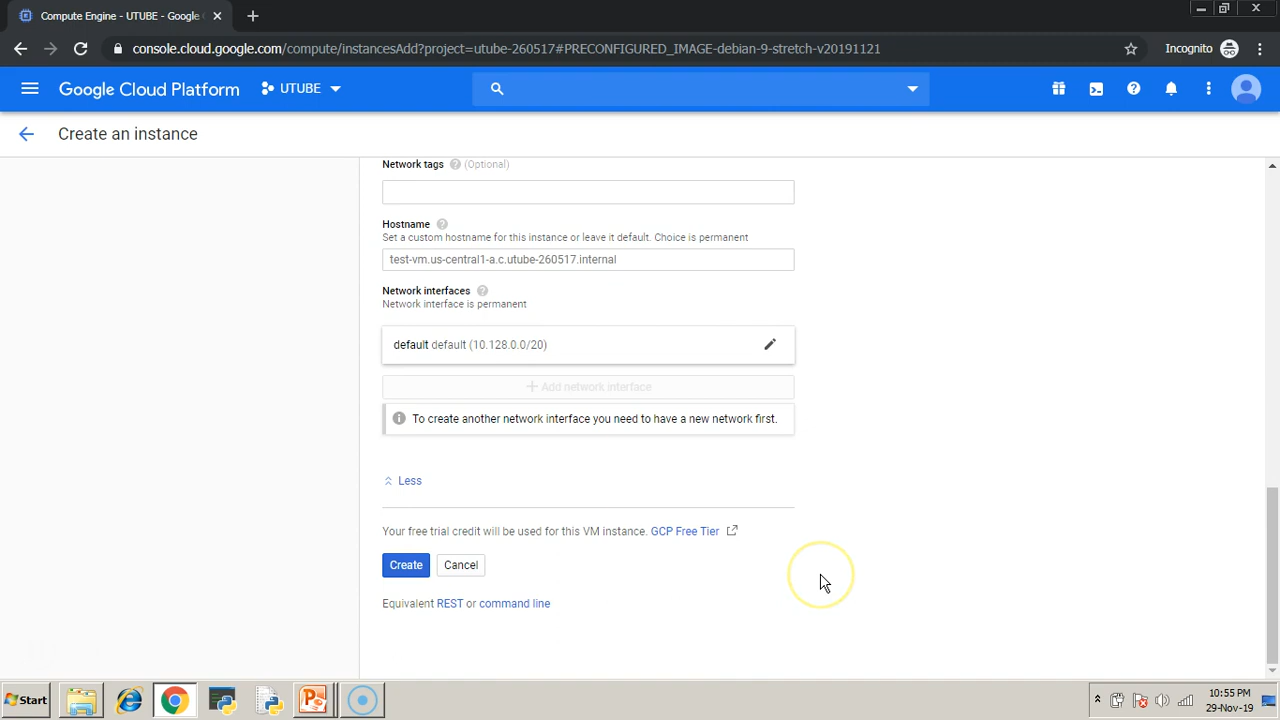 Compute Engine - UTUBE - Google
console.cloud.google.com/compute/instancesAdd?project=utube-260517#PRECONFIGURED_IMAGE-debian-9-stretch-v20191121
Incognito
Google Cloud Platform
UTUBE
Create an instance
Network tags ? (Optional)
Hostname ?
Set a custom hostname for this instance or leave it default. Choice is permanent
test-vm.us-central1-a.c.utube-260517.internal
Network interfaces ?
Network interface is permanent
default default (10.128.0.0/20)
+ Add network interface
To create another network interface you need to have a new network first.
Less
Your free trial credit will be used for this VM instance. GCP Free Tier
Create Cancel
Equivalent REST or command line
Start
10:55 PM
29-Nov-19